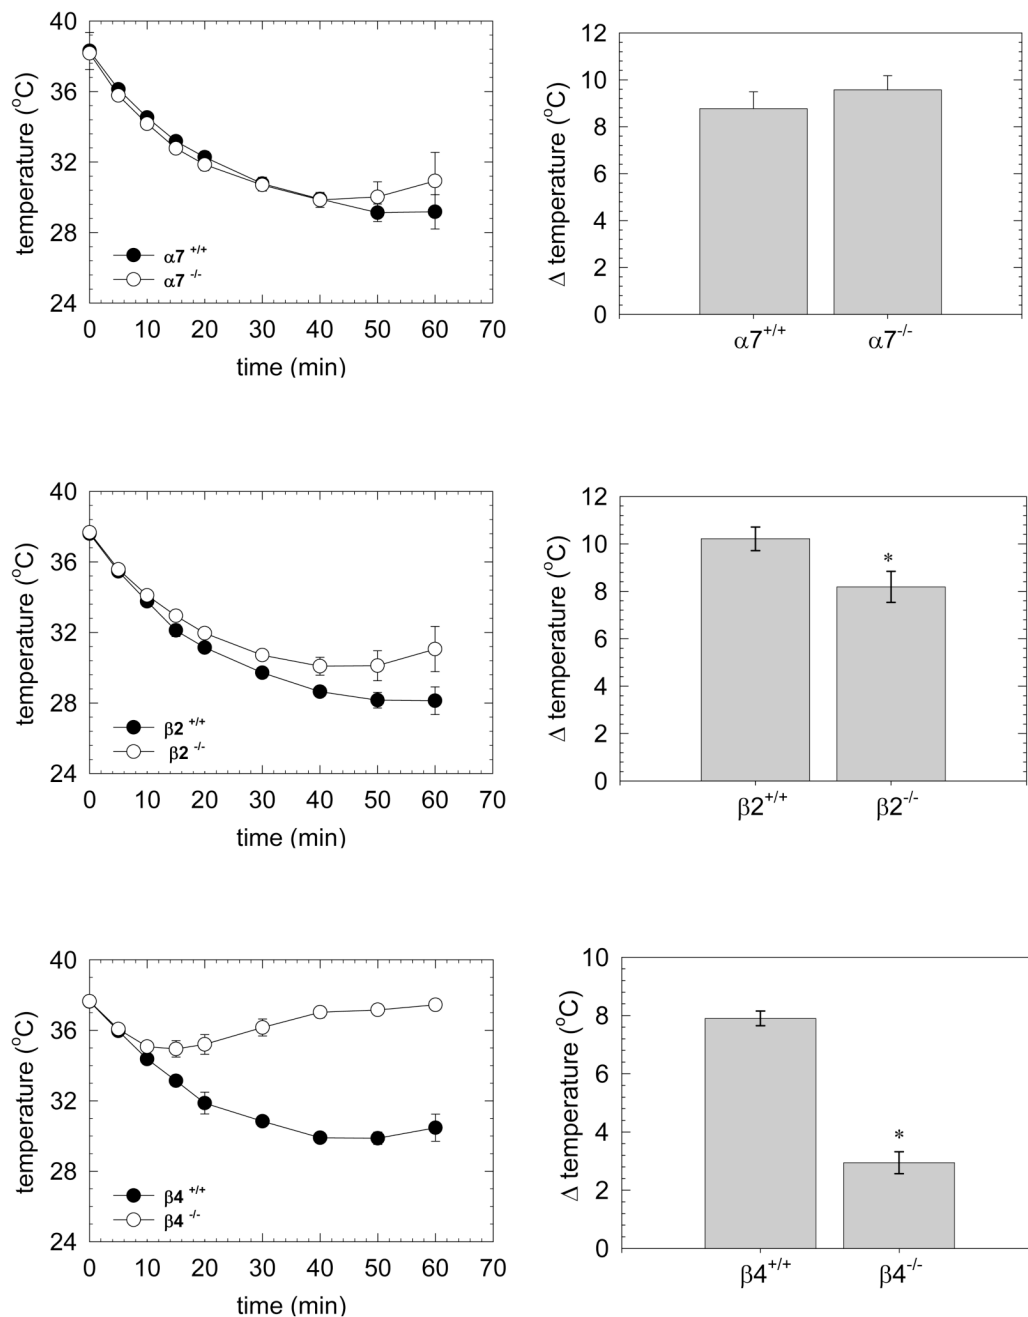 40
36
32
28
24
temperature (°C)
α7 +/+
α7 -/-
0 10 20 30 40 50 60 70
time (min)
12
10
8
6
4
2
0
Δ temperature (°C)
α7+/+ α7-/-
40
36
32
28
24
temperature (°C)
β2 +/+
β2 -/-
0 10 20 30 40 50 60 70
time (min)
12
10
8
6
4
2
0
Δ temperature (°C)
*
β2+/+ β2-/-
40
36
32
28
24
temperature (°C)
β4 +/+
β4 -/-
0 10 20 30 40 50 60 70
time (min)
10
8
6
4
2
0
Δ temperature (°C)
*
β4+/+ β4-/-